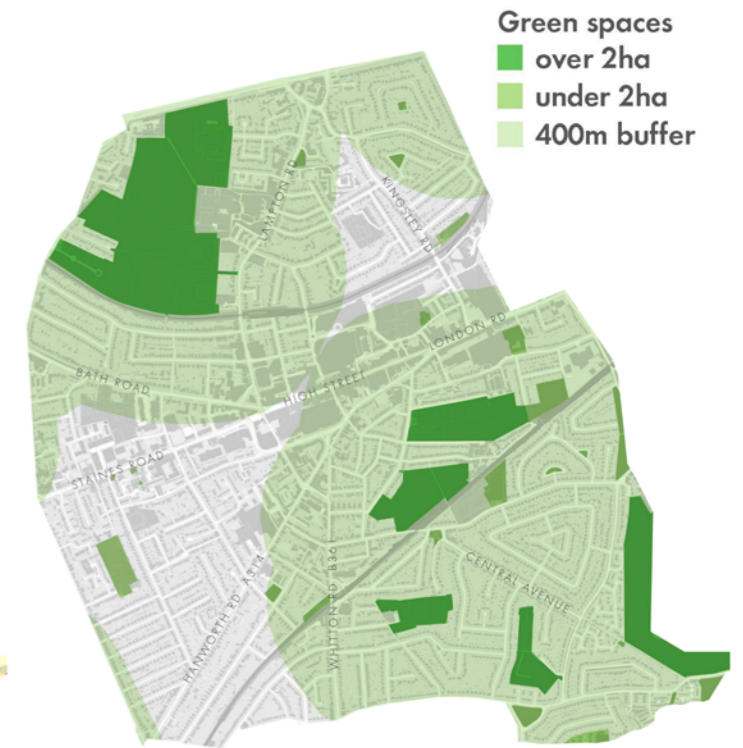 Green spaces
over 2ha
under 2ha
400m buffer
LAMPTON RD
KINGSLEY RD
LONDON RD
BATH ROAD
HIGH STREET
STAINES ROAD
HANWORTH RD A314
WHITTON RD B361
CENTRAL AVENUE